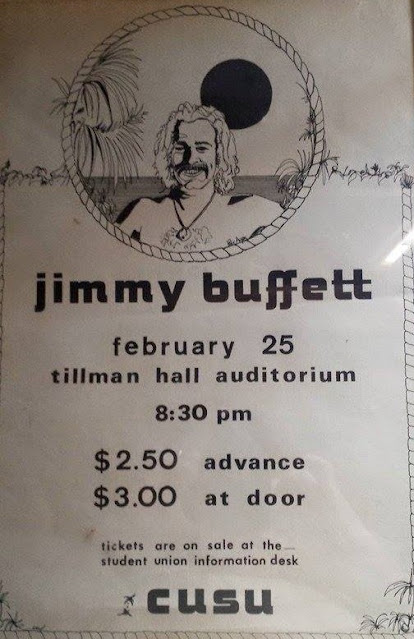 jimmy buffett
february 25
tillman hall auditorium
8:30 pm
$2.50 advance
$3.00 at door
tickets are on sale at the
student union information desk
cusu